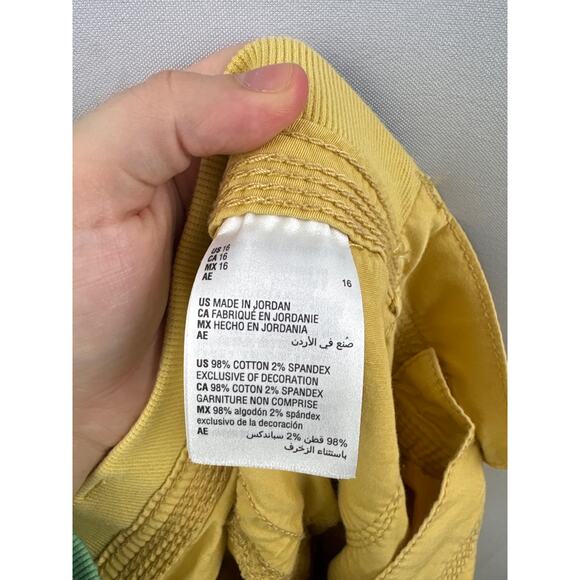 US 16
CA 16
MX 16
AE 16
US MADE IN JORDAN
CA FABRIQUÉ EN JORDANIE
MX HECHO EN JORDANIA
AE صُنع في الأردن
US 98% COTTON 2% SPANDEX
EXCLUSIVE OF DECORATION
CA 98% COTON 2% SPANDEX
GARNITURE NON COMPRISE
MX 98% algodón 2% spándex
exclusivo de la decoración
AE 98% قطن 2% سباندكس
باستثناء الزخرف